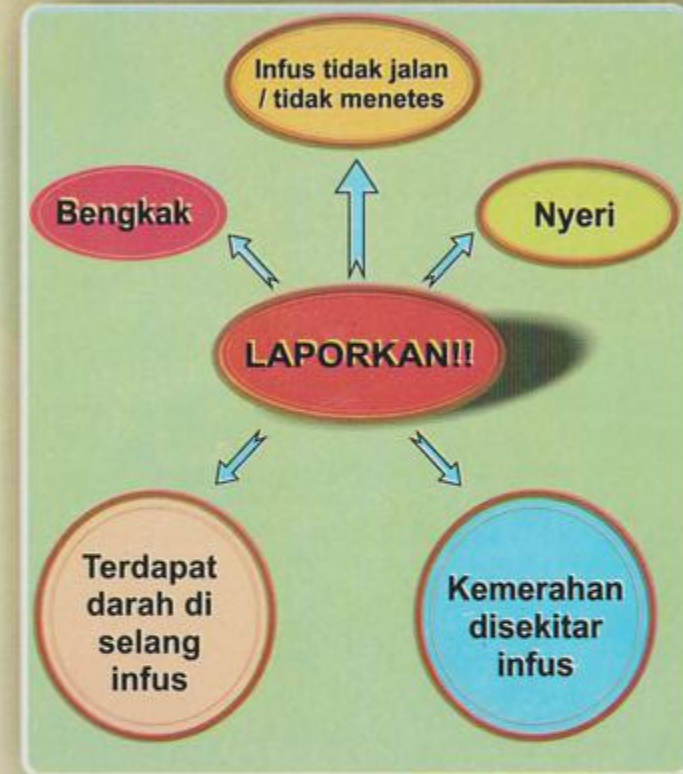 Infus tidak jalan
/ tidak menetes
Bengkak
Nyeri
LAPORKAN!!
Terdapat
darah di
selang
infus
Kemerahan
disekitar
infus